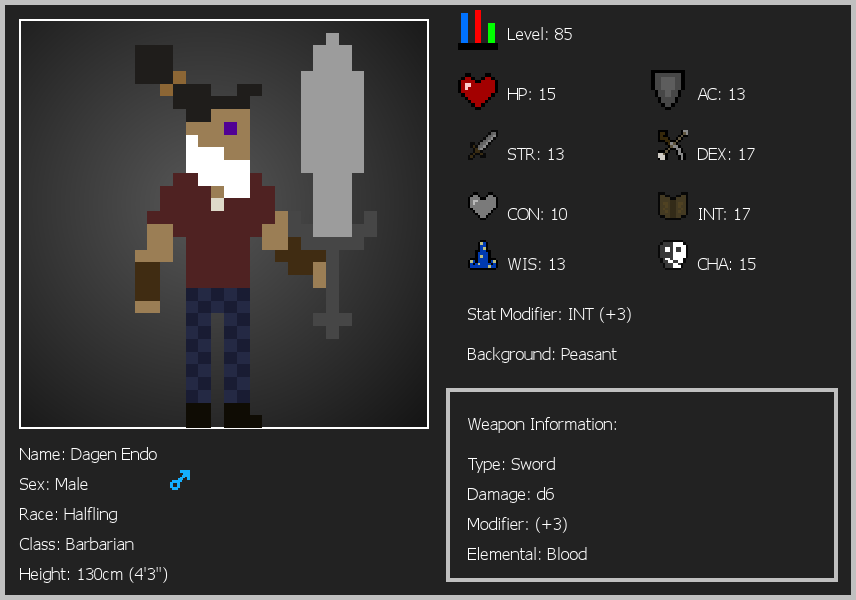 Level: 85
HP: 15
AC: 13
STR: 13
DEX: 17
CON: 10
INT: 17
WIS: 13
CHA: 15
Stat Modifier: INT (+3)
Background: Peasant
Name: Dagen Endo
Sex: Male
Race: Halfling
Class: Barbarian
Height: 130cm (4'3")
Weapon Information:
Type: Sword
Damage: d6
Modifier: (+3)
Elemental: Blood